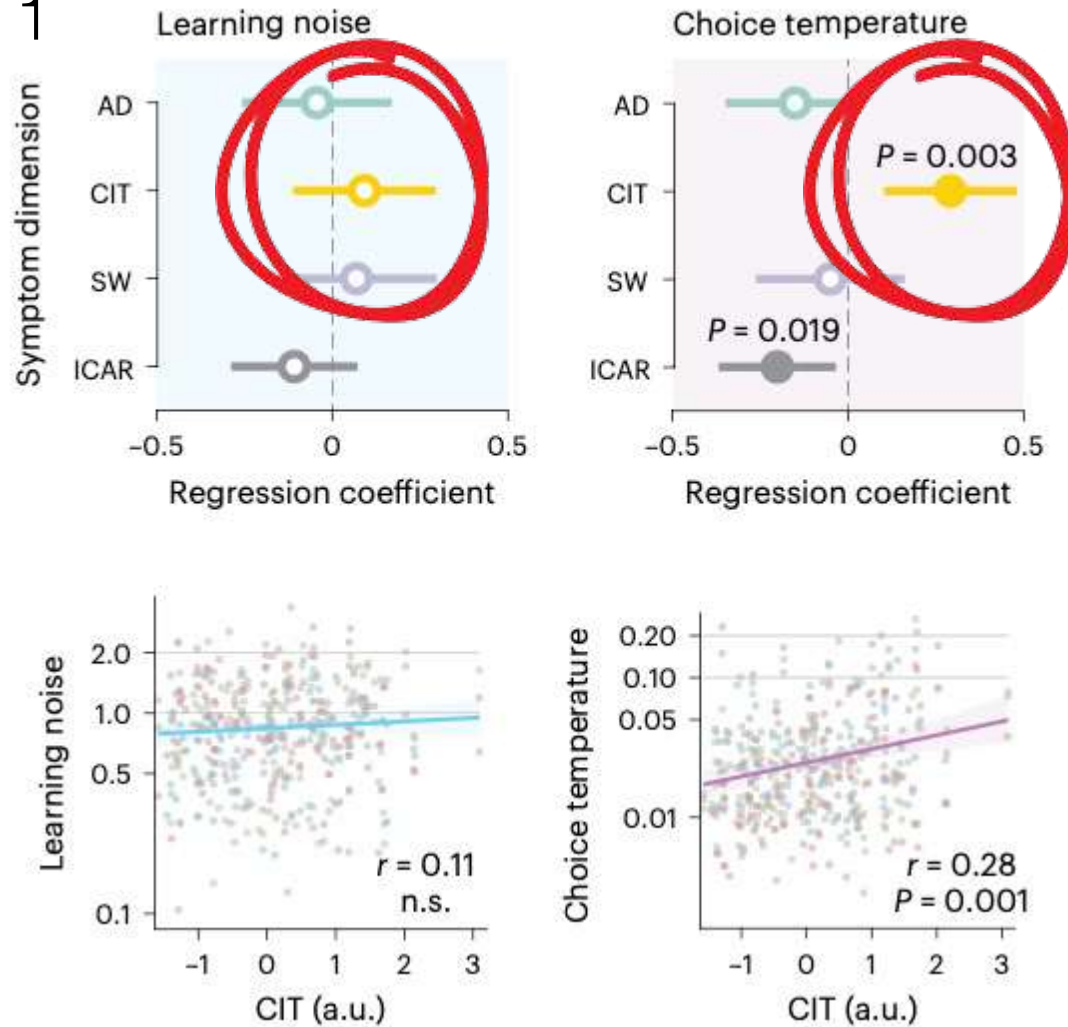 1
Learning noise
Choice temperature
Symptom dimension
AD
CIT
SW
ICAR
–0.5
0
0.5
Regression coefficient
AD
CIT
P = 0.003
SW
P = 0.019
ICAR
–0.5
0
0.5
Regression coefficient
Learning noise
2.0
1.0
0.5
0.1
r = 0.11
n.s.
–1
0
1
2
3
CIT (a.u.)
Choice temperature
0.20
0.10
0.05
0.01
r = 0.28
P = 0.001
–1
0
1
2
3
CIT (a.u.)